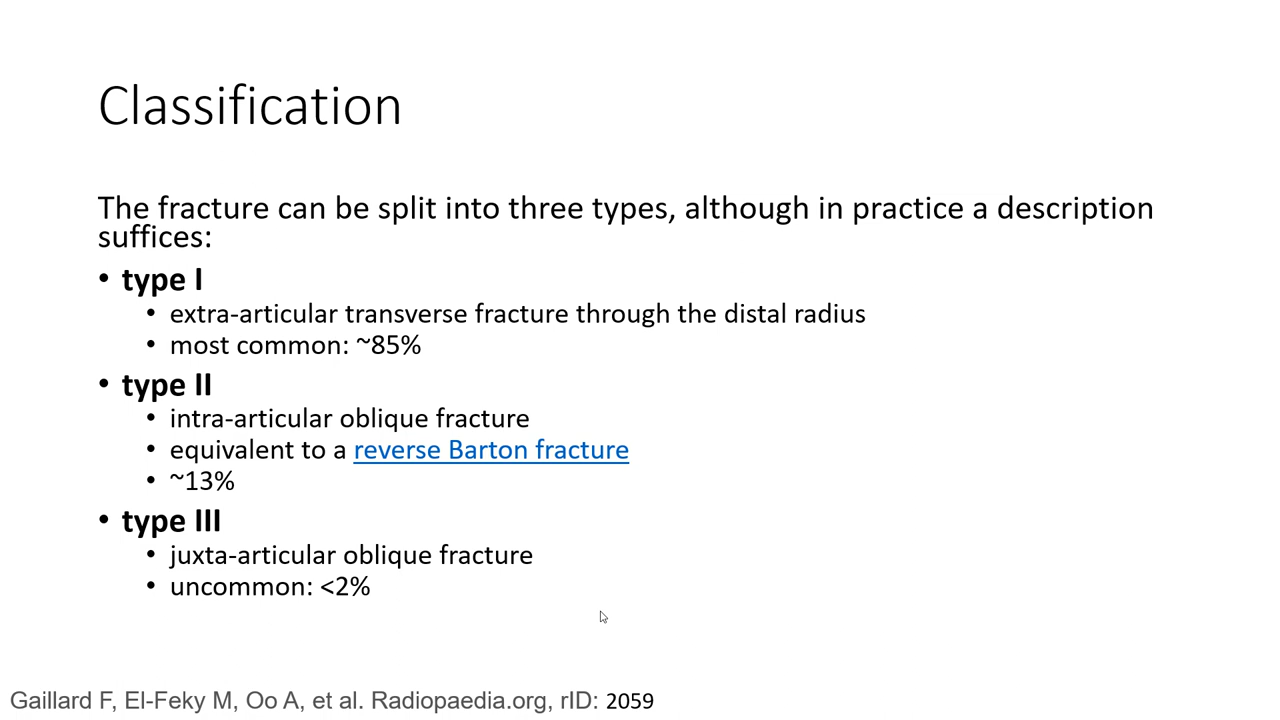 Classification
The fracture can be split into three types, although in practice a description
suffices:
• type I
• extra-articular transverse fracture through the distal radius
• most common: ~85%
• type II
• intra-articular oblique fracture
• equivalent to a reverse Barton fracture
• ~13%
• type III
• juxta-articular oblique fracture
• uncommon: <2%
Gaillard F, El-Feky M, Oo A, et al. Radiopaedia.org, rID: 2059